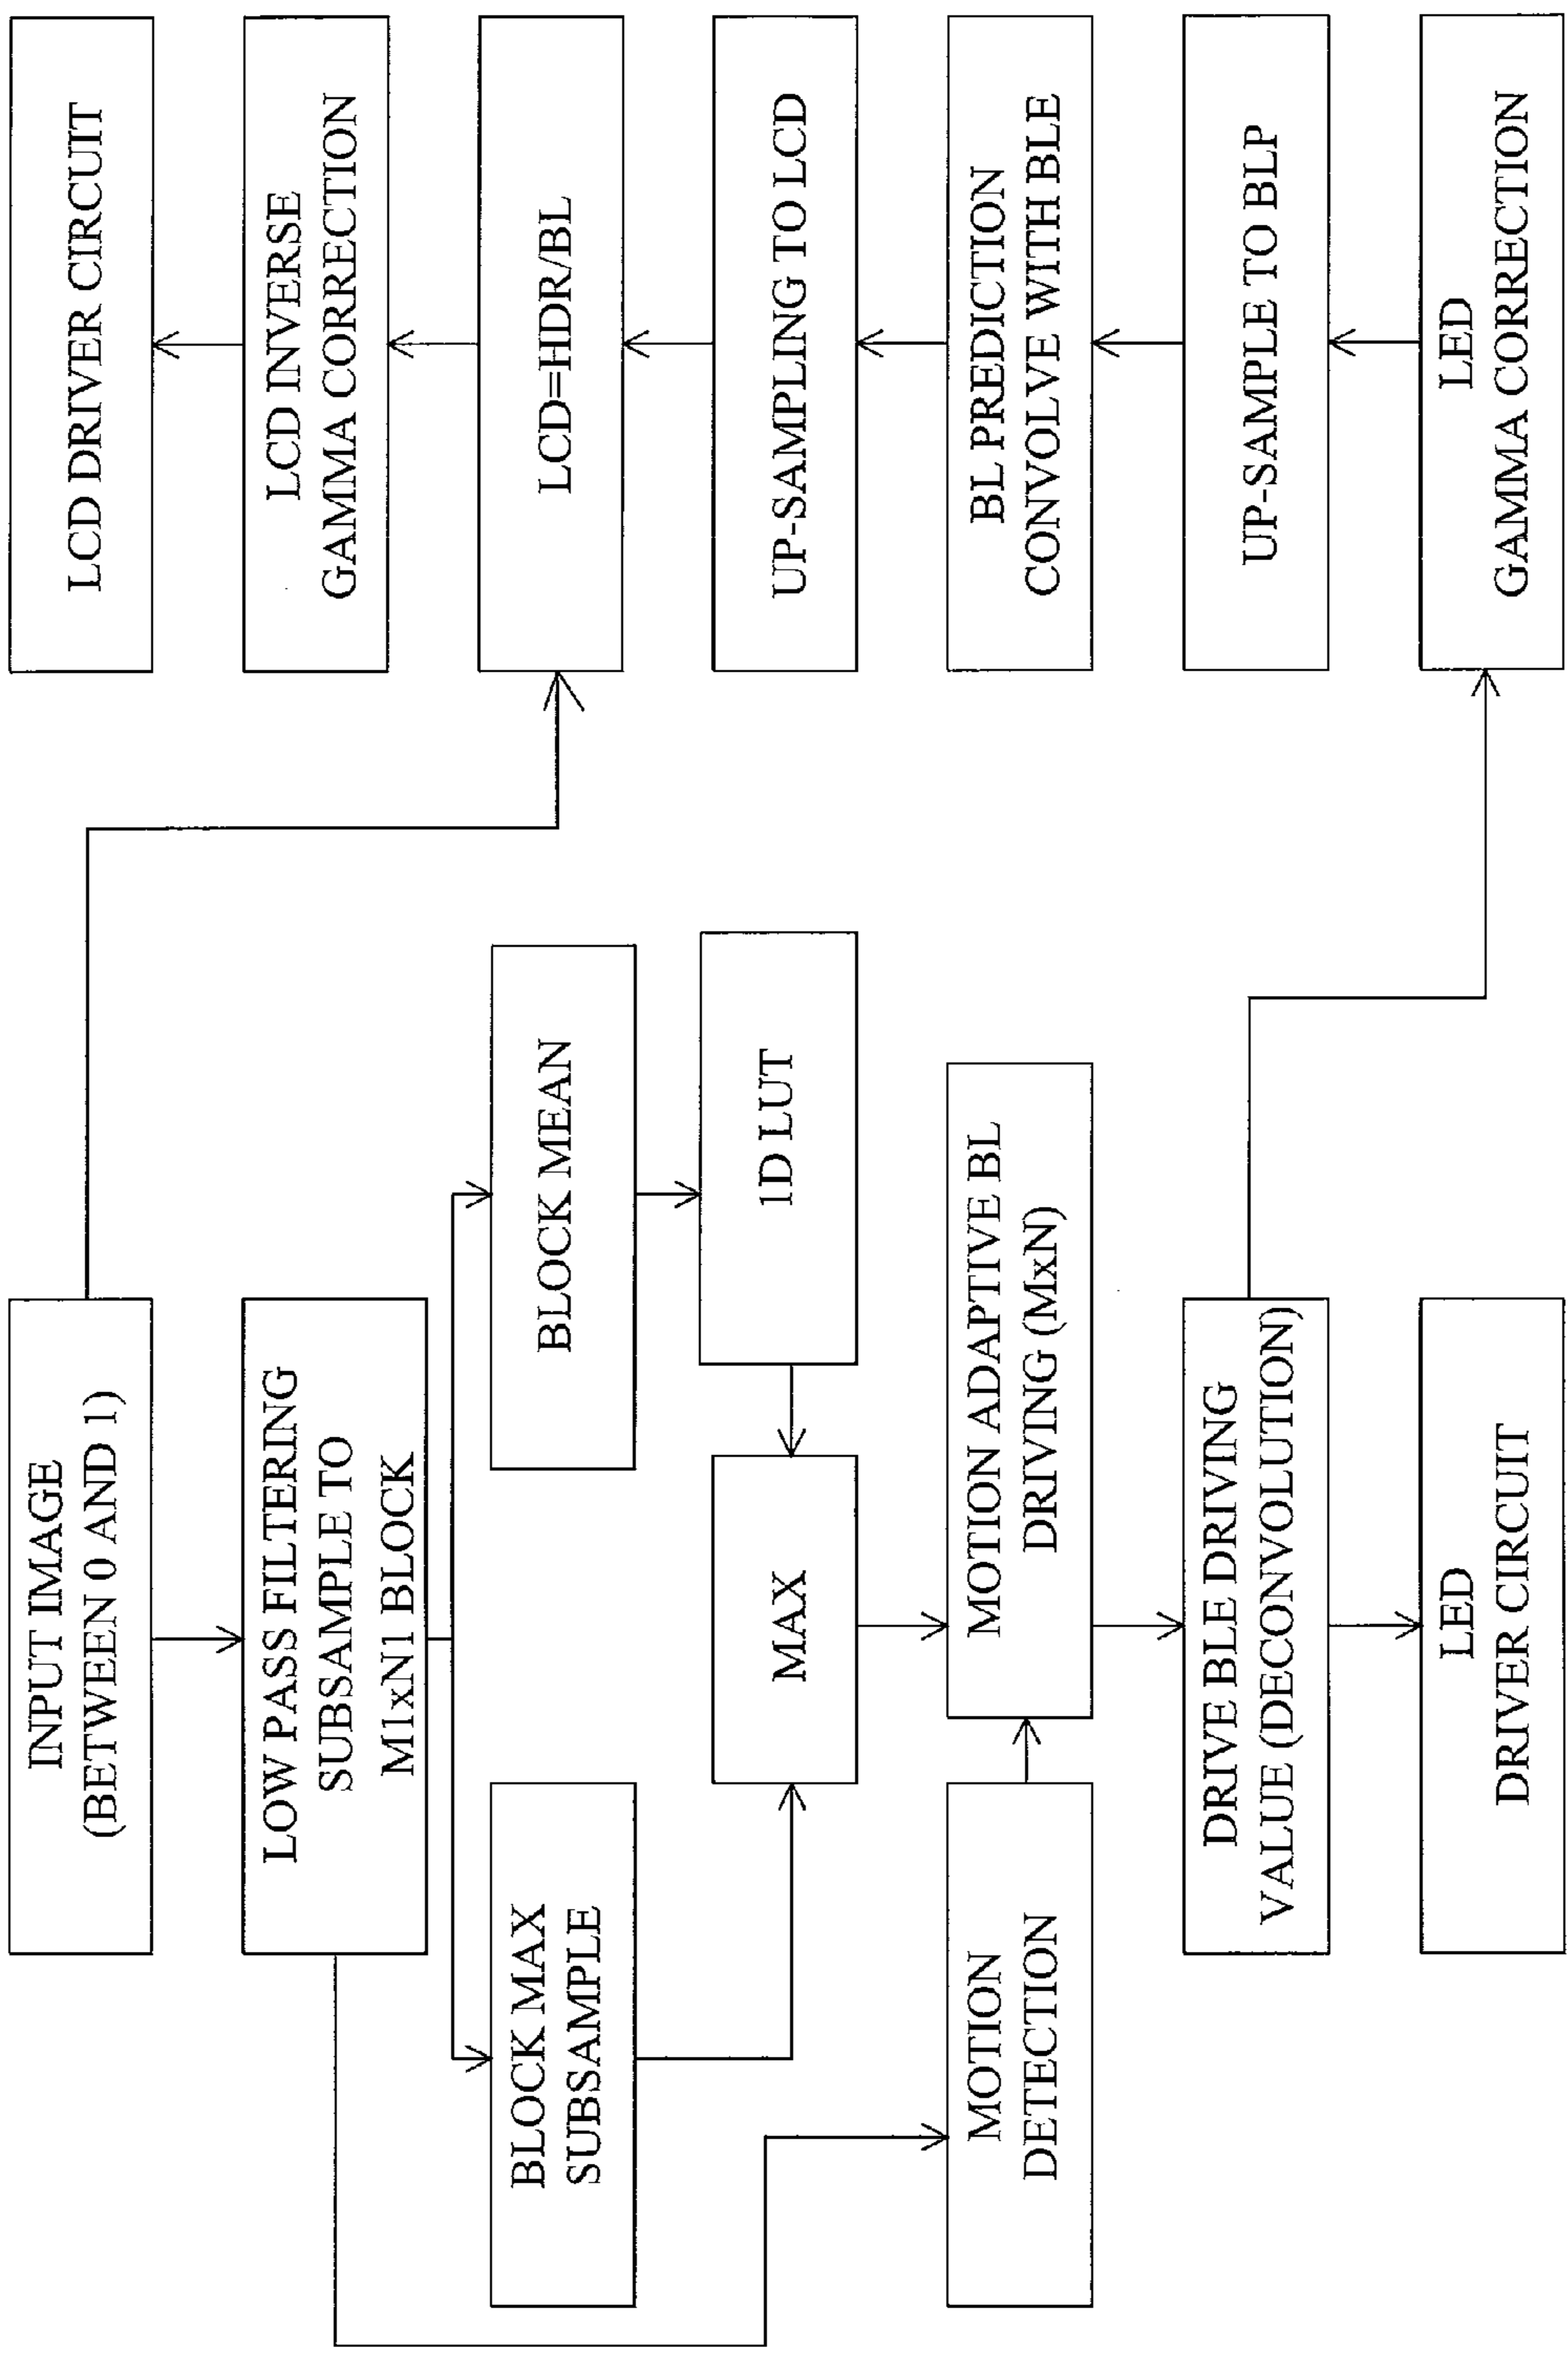 INPUT IMAGE
(BETWEEN 0 AND 1)
LOW PASS FILTERING
SUBSAMPLE TO
M1xN1 BLOCK
BLOCK MAX
SUBSAMPLE
BLOCK MEAN
1D LUT
MAX
MOTION
DETECTION
MOTION ADAPTIVE BL
DRIVING (MxN)
DRIVE BLE DRIVING
VALUE (DECONVOLUTION)
LED
DRIVER CIRCUIT
LCD DRIVER CIRCUIT
LCD INVERSE
GAMMA CORRECTION
LCD=HDR/BL
UP-SAMPLING TO LCD
BL PREDICTION
CONVOLVE WITH BLE
UP-SAMPLE TO BLP
LED
GAMMA CORRECTION